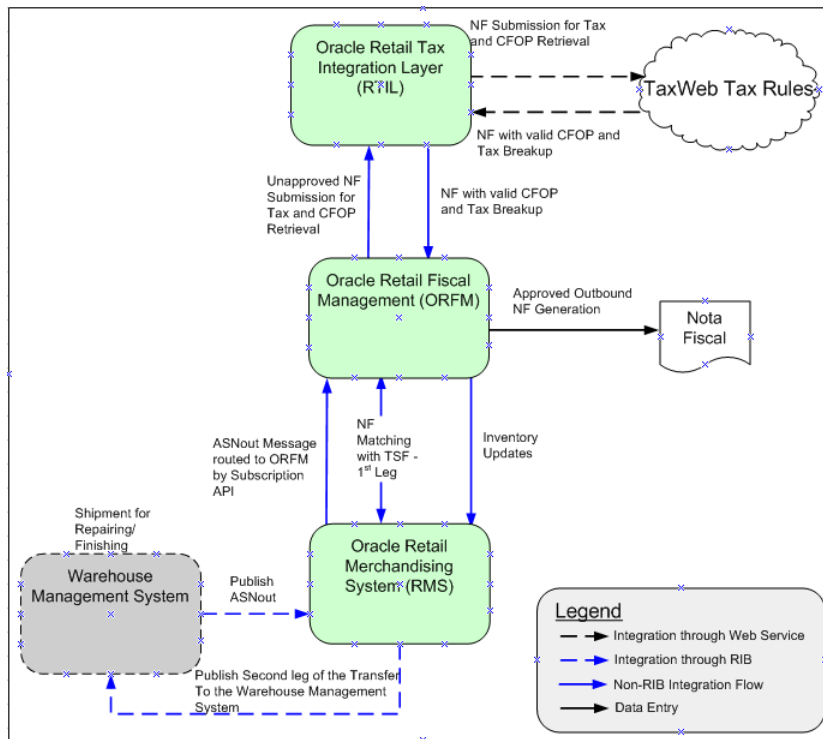 Oracle Retail Tax
Integration Layer
(RTIL)
NF Submission for Tax
and CFOP Retrieval
TaxWeb Tax Rules
NF with valid CFOP and
Tax Breakup
Unapproved NF
Submission for
Tax and CFOP
Retrieval
NF with valid CFOP
and Tax Breakup
Oracle Retail Fiscal
Management (ORFM)
Approved Outbound
NF Generation
Nota
Fiscal
ASNout Message
routed to ORFM
by Subscription
API
NF
Matching
with TSF -
1st Leg
Inventory
Updates
Shipment for
Repairing/
Finishing
Warehouse
Management System
Publish
ASNout
Oracle Retail
Merchandising
System (RMS)
Publish Second leg of the Transfer
To the Warehouse Management
System
Legend
Integration through Web Service
Integration through RIB
Non-RIB Integration Flow
Data Entry